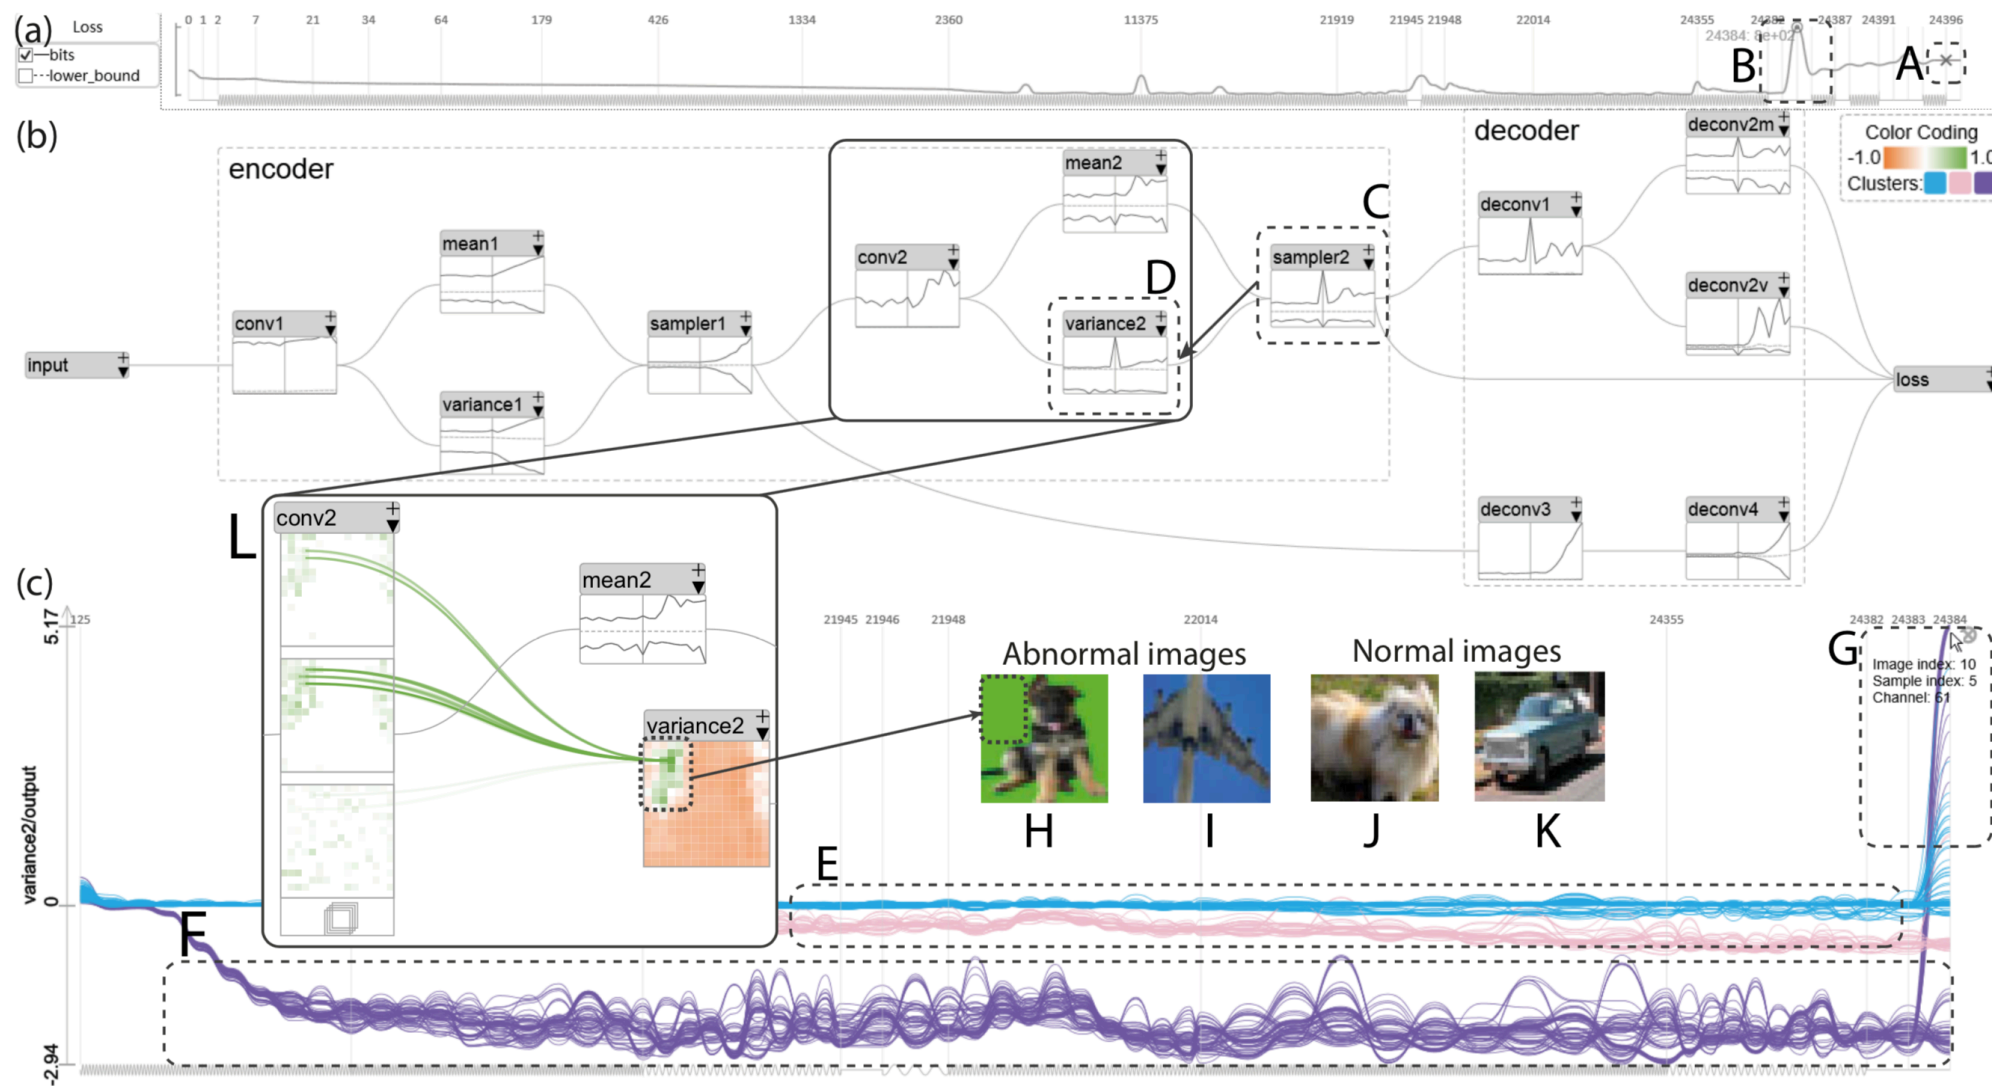 (a)
Loss
bits
lower_bound
0 1 2 7 21 34 64 179 426 1334 2360 11375 21919 21945 21948 22014 24355 24382 24387 24391 24396
24384: 8e+02
B
A
(b)
encoder
decoder
Color Coding
-1.0 1.0
Clusters:
input
conv1
mean1
variance1
sampler1
conv2
mean2
D
variance2
C
sampler2
deconv1
deconv2m
deconv2v
deconv3
deconv4
loss
L
conv2
mean2
variance2
(c)
5.17
0
-2.94
variance2/output
125 21945 21946 21948 22014 24355 24382 24383 24384
Abnormal images
Normal images
H
I
J
K
G
Image index: 10
Sample index: 5
Channel: 61
E
F